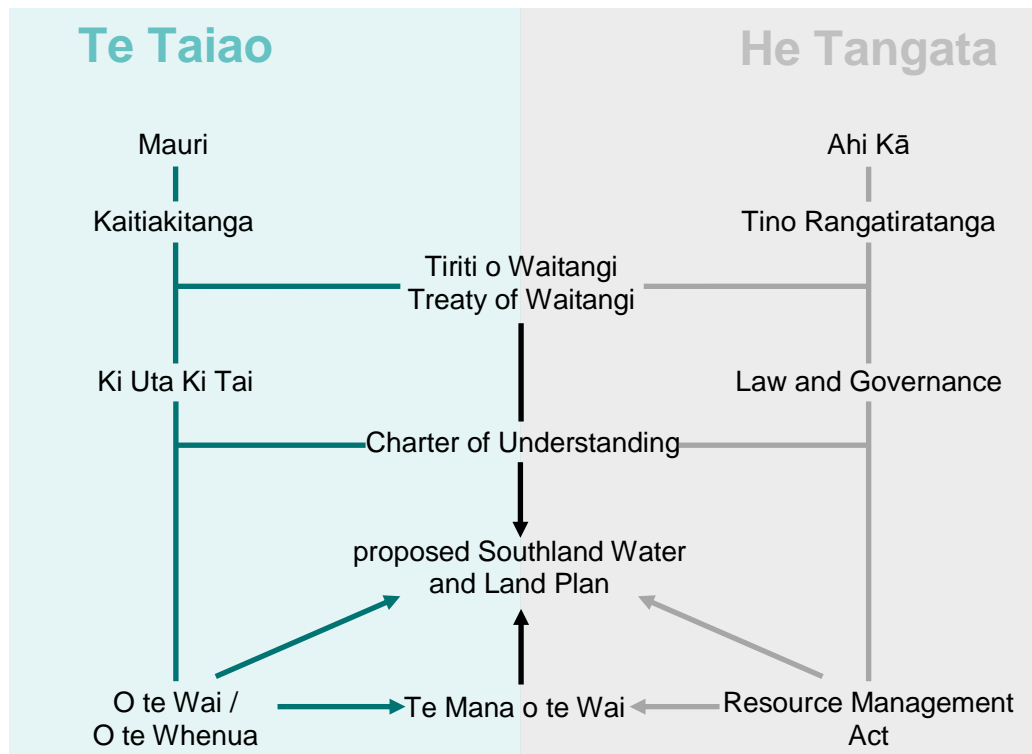 Te Taiao
He Tangata
Mauri
Ahi Kā
Kaitiakitanga
Tino Rangatiratanga
Tiriti o Waitangi
Treaty of Waitangi
Ki Uta Ki Tai
Law and Governance
Charter of Understanding
proposed Southland Water
and Land Plan
O te Wai /
O te Whenua
Te Mana o te Wai
Resource Management
Act